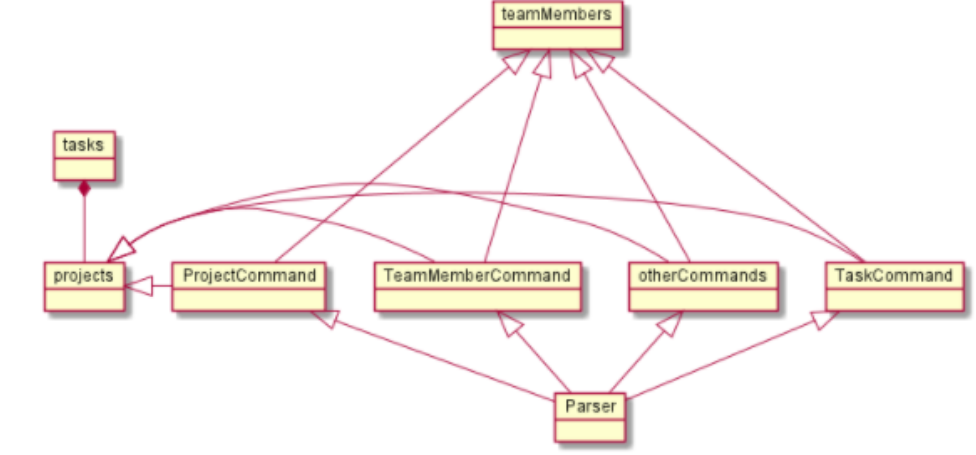 teamMembers
tasks
projects
ProjectCommand
TeamMemberCommand
otherCommands
TaskCommand
Parser